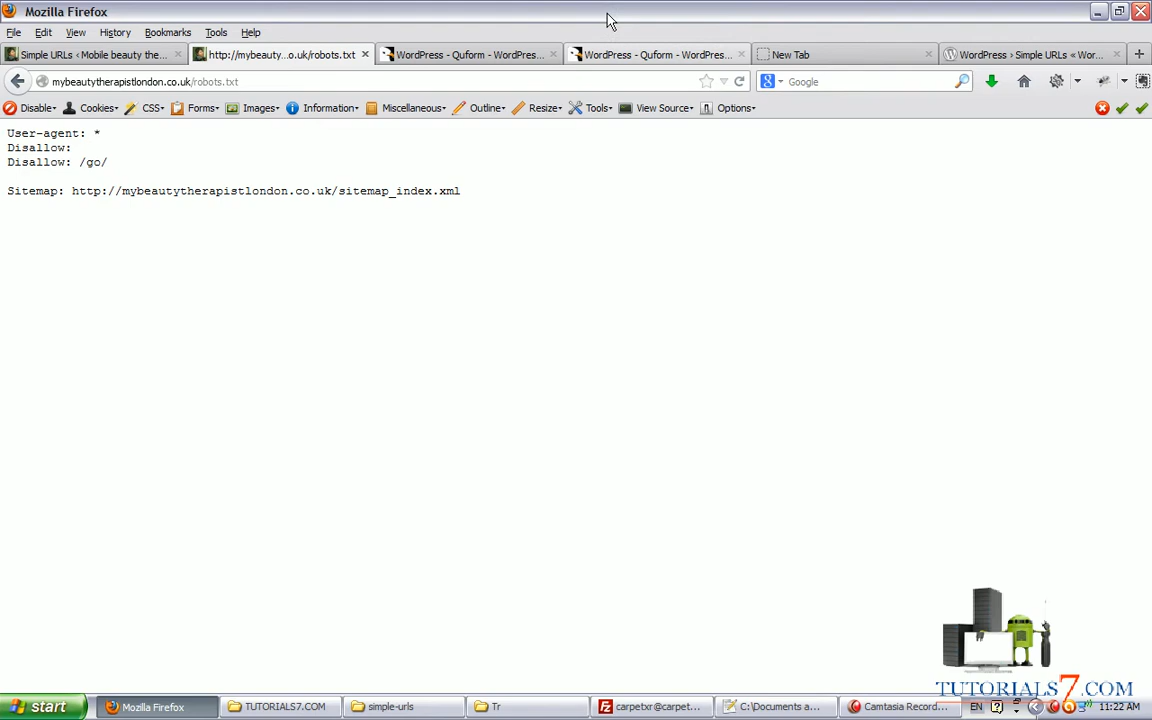 Mozilla Firefox
File Edit View History Bookmarks Tools Help
Simple URLs ‹ Mobile beauty the... http://mybeauty...o.uk/robots.txt WordPress - Quform - WordPres... WordPress - Quform - WordPres... New Tab WordPress › Simple URLs « Wor...
mybeautytherapistlondon.co.uk/robots.txt Google
Disable Cookies CSS Forms Images Information Miscellaneous Outline Resize Tools View Source Options
User-agent: *
Disallow:
Disallow: /go/
Sitemap: http://mybeautytherapistlondon.co.uk/sitemap_index.xml
TUTORIALS7.COM
start Mozilla Firefox TUTORIALS7.COM simple-urls Tr carpetxr@carpet... C:\Documents a... Camtasia Record... EN 11:22 AM